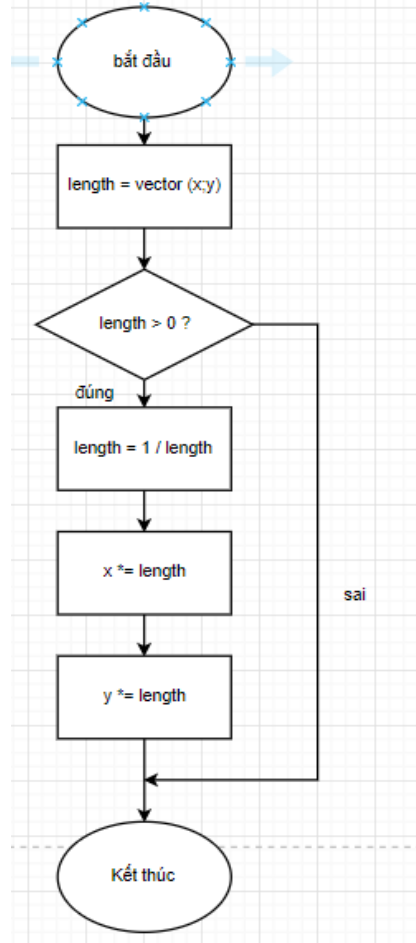 bắt đầu
length = vector (x;y)
length > 0 ?
đúng
length = 1 / length
x *= length
sai
y *= length
Kết thúc